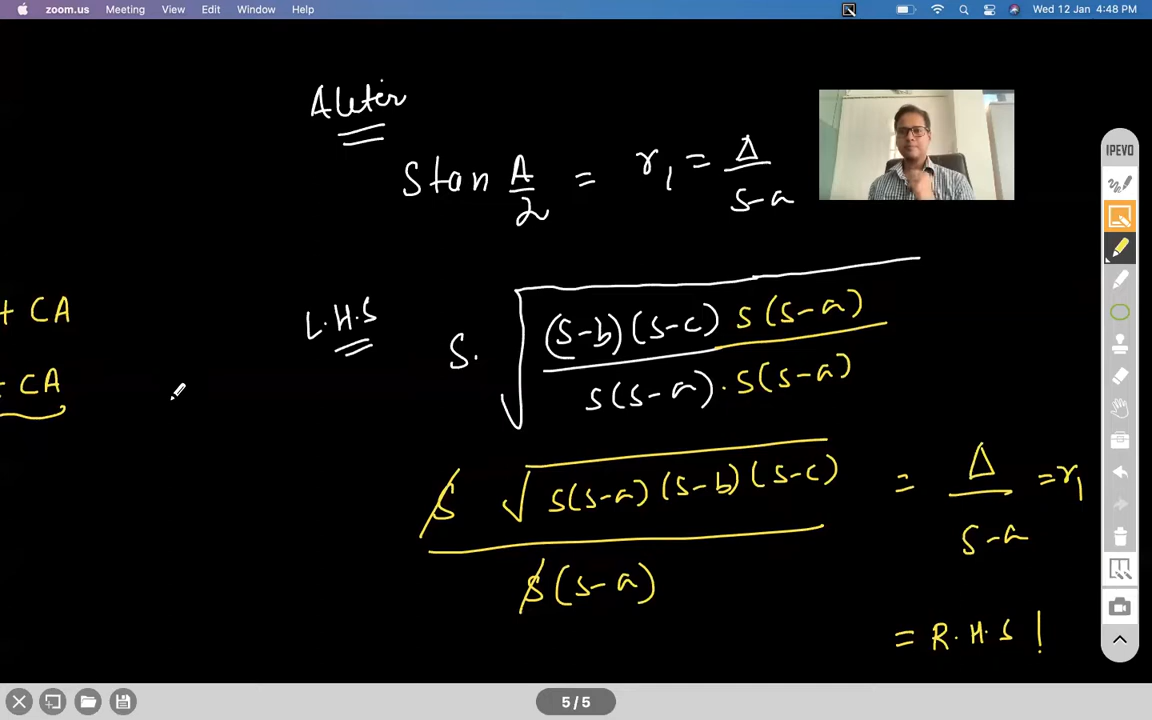 zoom.us Meeting View Edit Window Help Wed 12 Jan 4:48 PM
Aleter
IPEVO
S tan A/2 = r₁ = Δ/(s-a)
+ CA
L.H.S
S. √((s-b)(s-c) s(s-a) / s(s-a) · s(s-a))
+ CA
s √(s(s-a)(s-b)(s-c)) / s(s-a) = Δ/(s-a) = r₁
= R.H.S !
5/5